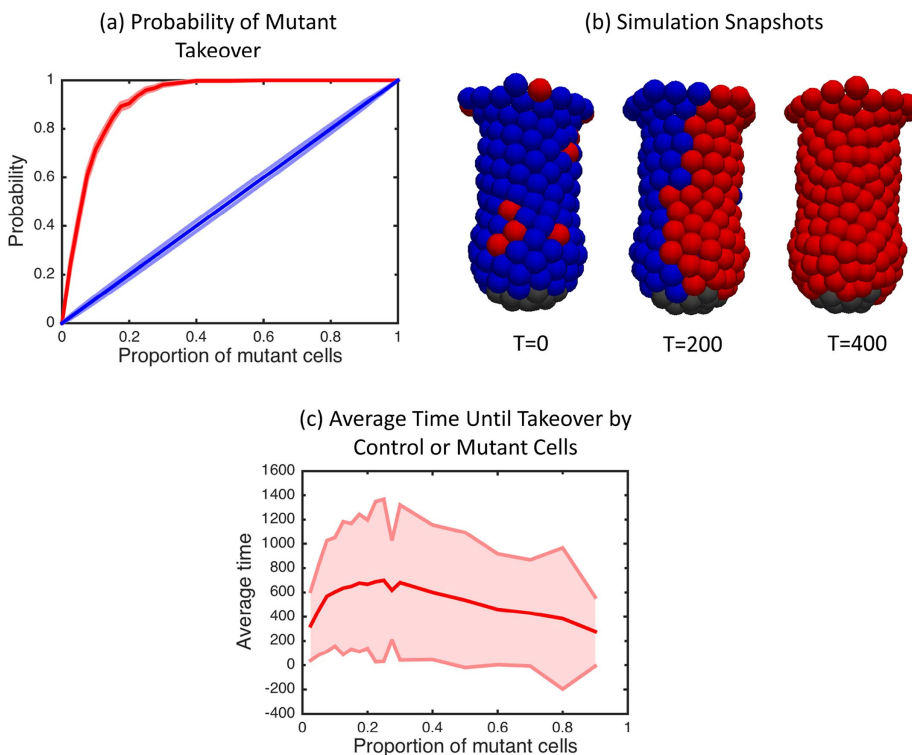 (a) Probability of Mutant
Takeover
1
0.8
0.6
0.4
0.2
0
Probability
0 0.2 0.4 0.6 0.8 1
Proportion of mutant cells
(b) Simulation Snapshots
T=0 T=200 T=400
(c) Average Time Until Takeover by
Control or Mutant Cells
1600
1400
1200
1000
800
600
400
200
0
-200
-400
Average time
0 0.2 0.4 0.6 0.8 1
Proportion of mutant cells